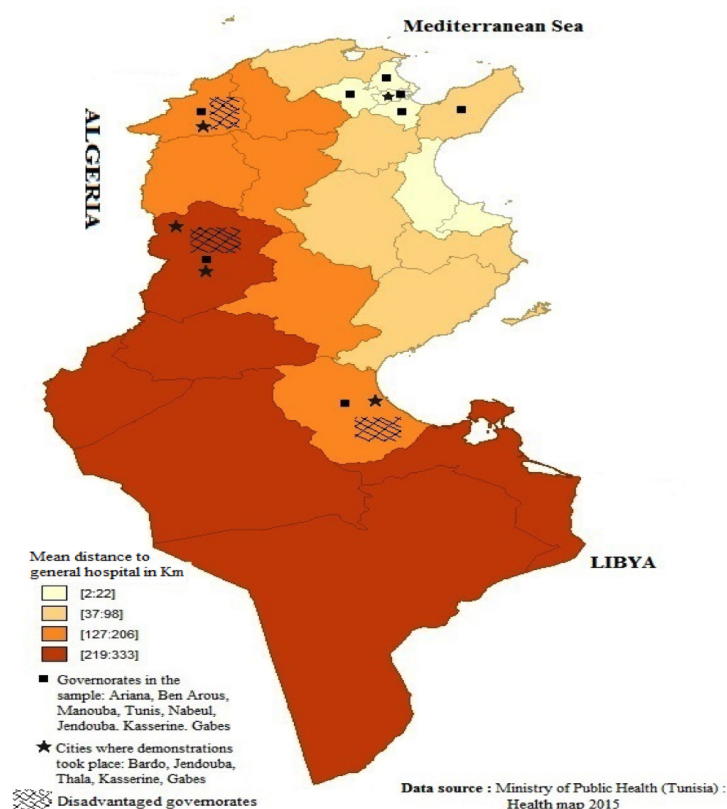 Mediterranean Sea
ALGERIA
LIBYA
Mean distance to
general hospital in Km
[2:22]
[37:98]
[127:206]
[219:333]
Governorates in the
sample: Ariana, Ben Arous,
Manouba, Tunis, Nabeul,
Jendouba. Kasserine. Gabes
Cities where demonstrations
took place: Bardo, Jendouba,
Thala, Kasserine, Gabes
Disadvantaged governorates
Data source : Ministry of Public Health (Tunisia) :
Health map 2015